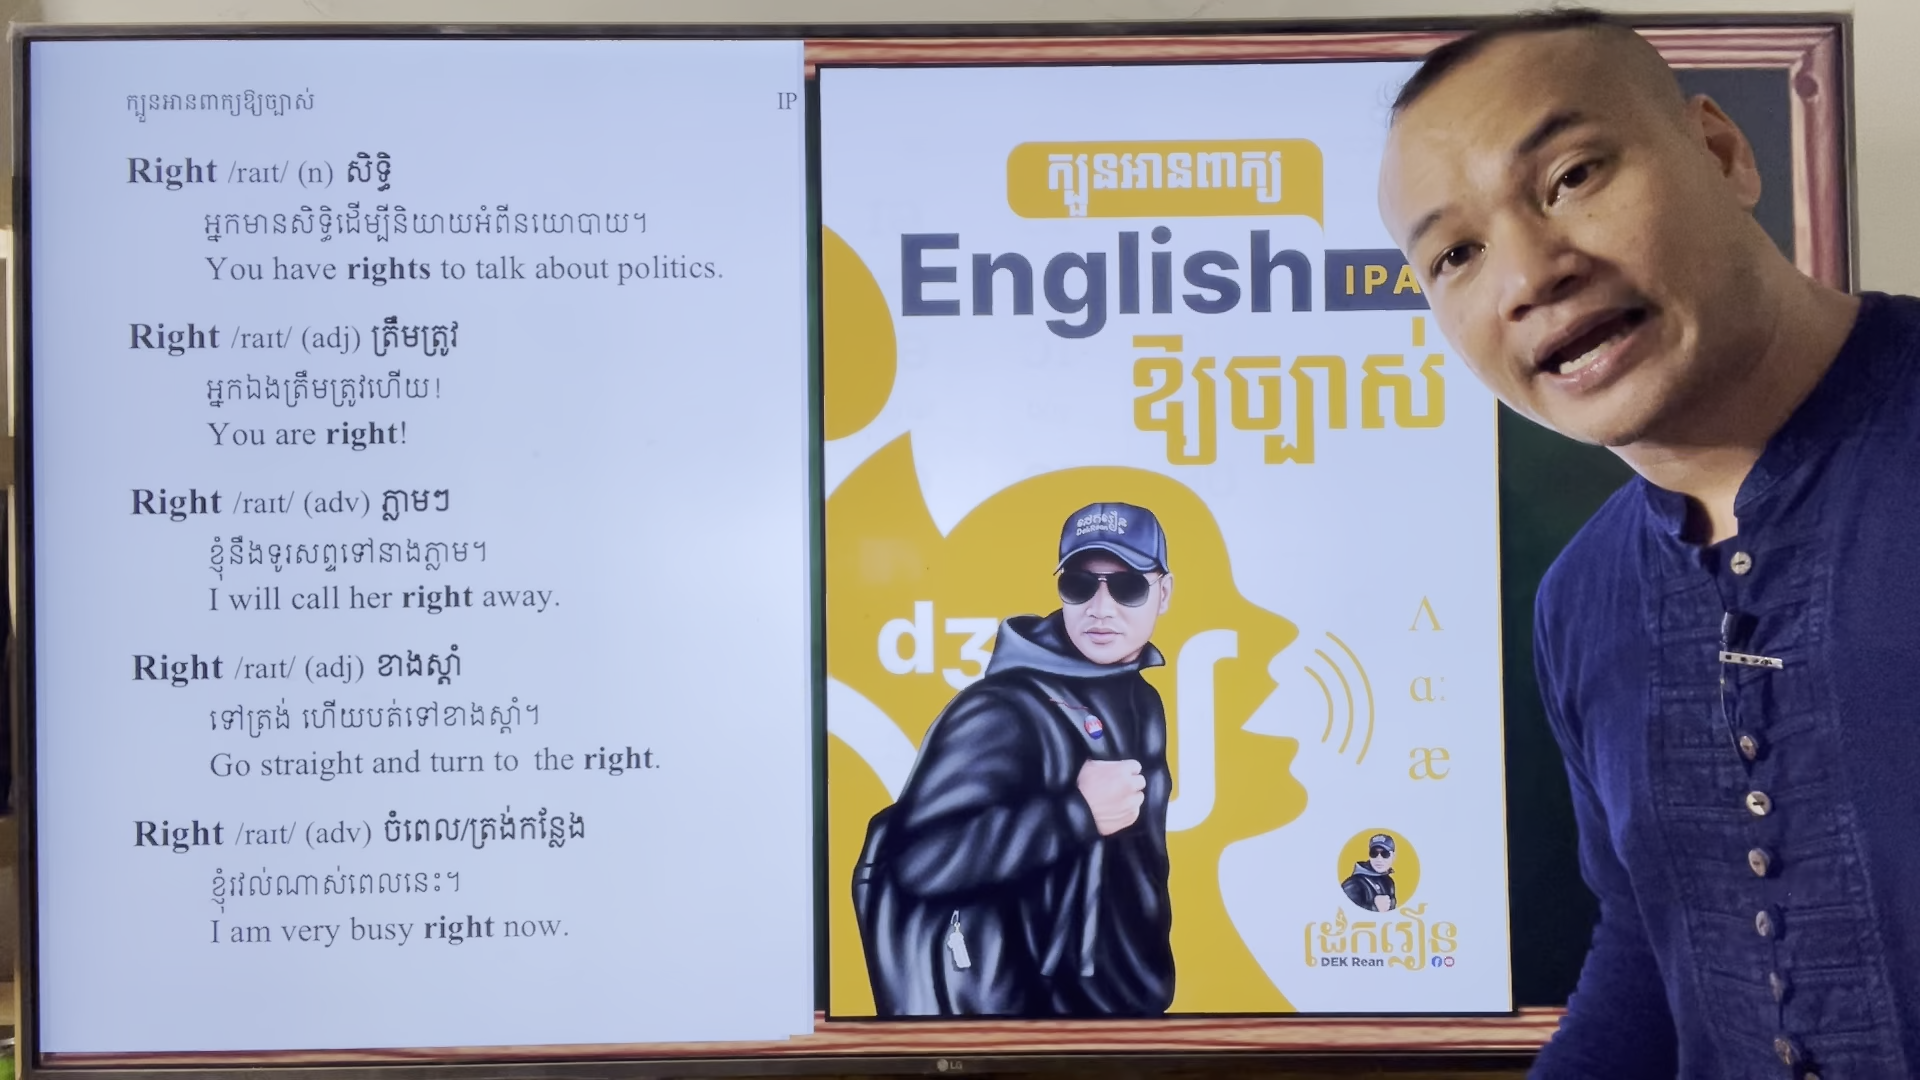 ក្បួនអានពាក្យឱ្យច្បាស់
IP
Right /raɪt/ (n) សិទ្ធិ
អ្នកមានសិទ្ធិដើម្បីនិយាយអំពីនយោបាយ។
You have rights to talk about politics.
Right /raɪt/ (adj) ត្រឹមត្រូវ
អ្នកឯងត្រឹមត្រូវហើយ!
You are right!
Right /raɪt/ (adv) ភ្លាមៗ
ខ្ញុំនឹងទូរសព្ទទៅនាងភ្លាម។
I will call her right away.
Right /raɪt/ (adj) ខាងស្ដាំ
ទៅត្រង់ ហើយបត់ទៅខាងស្ដាំ។
Go straight and turn to the right.
Right /raɪt/ (adv) ចំពេល/ត្រង់កន្លែង
ខ្ញុំរវល់ណាស់ពេលនេះ។
I am very busy right now.
ក្បួនអានពាក្យ
English IPA
ឱ្យច្បាស់
ដេករៀន
DekRean
dʒ
ʃ
ʌ
ɑː
æ
ដេករៀន
DEK Rean
LG